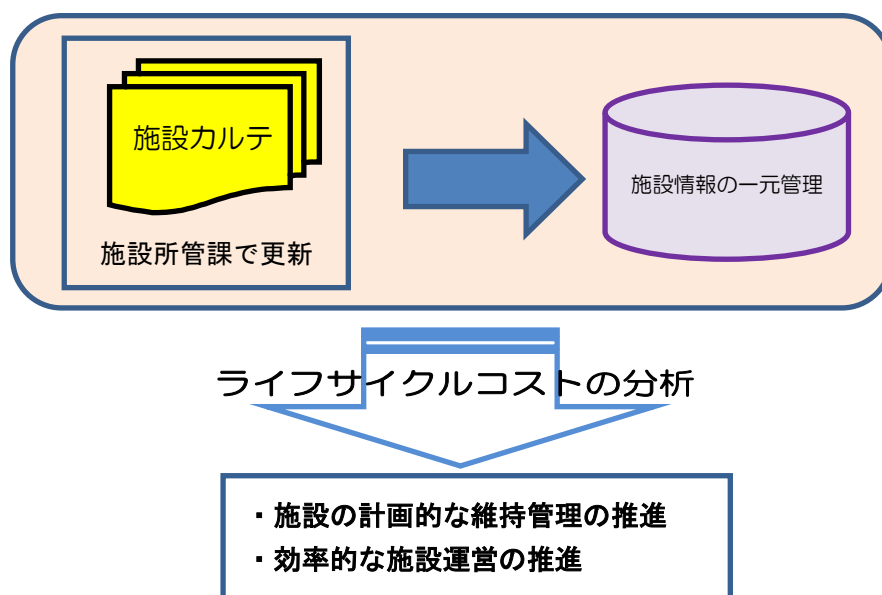 施設カルテ
施設所管課で更新
施設情報の一元管理
ライフサイクルコストの分析
・施設の計画的な維持管理の推進
・効率的な施設運営の推進